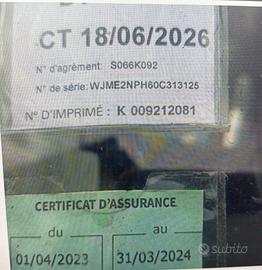 CT 18/06/2026
N° d'agrément: S066K092
N° de série: WJME2NPH60C313125
N° D'IMPRIMÉ: K 009212081
CERTIFICAT D'ASSURANCE
du au
01/04/2023 31/03/2024
subito